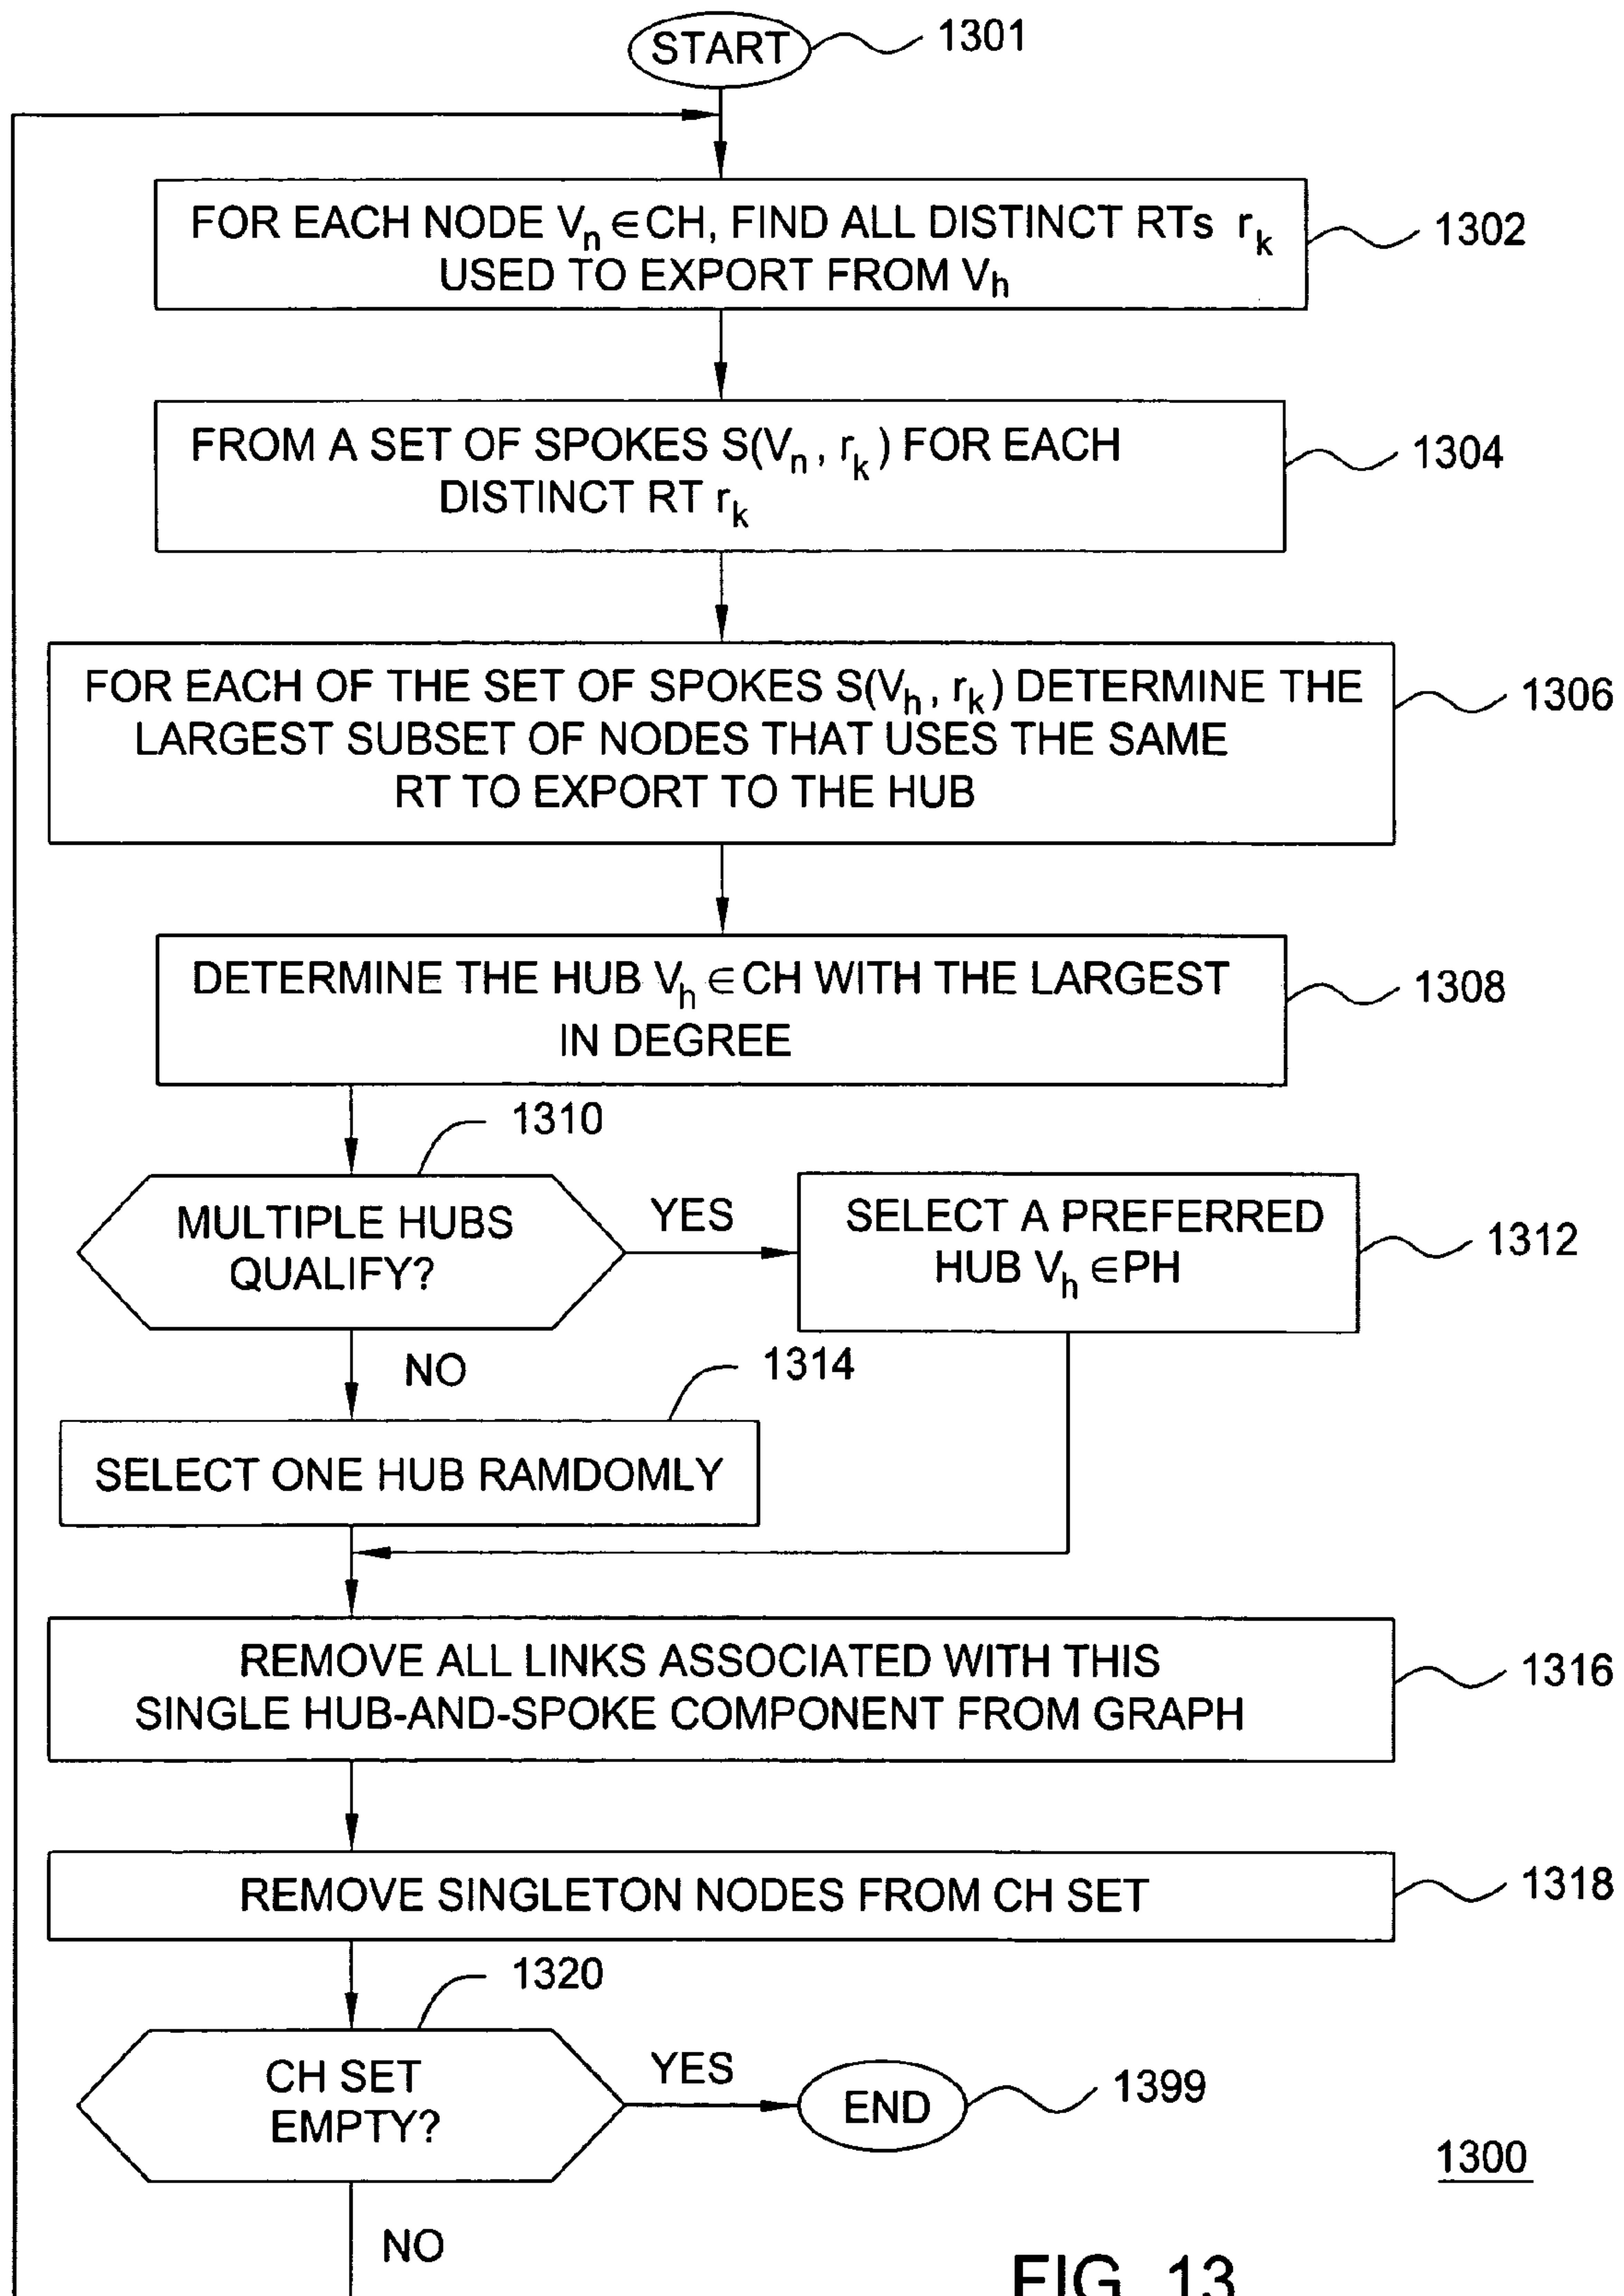 START
1301
FOR EACH NODE Vn ∈CH, FIND ALL DISTINCT RTs rk
USED TO EXPORT FROM Vh
1302
FROM A SET OF SPOKES S(Vn, rk) FOR EACH
DISTINCT RT rk
1304
FOR EACH OF THE SET OF SPOKES S(Vh, rk) DETERMINE THE
LARGEST SUBSET OF NODES THAT USES THE SAME
RT TO EXPORT TO THE HUB
1306
DETERMINE THE HUB Vh ∈CH WITH THE LARGEST
IN DEGREE
1308
1310
MULTIPLE HUBS
QUALIFY?
YES
SELECT A PREFERRED
HUB Vh ∈PH
1312
NO
1314
SELECT ONE HUB RAMDOMLY
REMOVE ALL LINKS ASSOCIATED WITH THIS
SINGLE HUB-AND-SPOKE COMPONENT FROM GRAPH
1316
REMOVE SINGLETON NODES FROM CH SET
1318
1320
CH SET
EMPTY?
YES
END
1399
1300
NO
FIG. 13